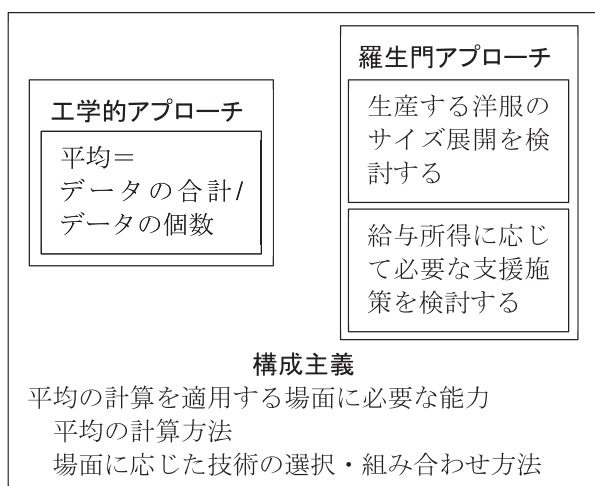 工学的アプローチ
平均＝
データの合計/
データの個数
羅生門アプローチ
生産する洋服の
サイズ展開を検
討する
給与所得に応じ
て必要な支援施
策を検討する
構成主義
平均の計算を適用する場面に必要な能力
平均の計算方法
場面に応じた技術の選択・組み合わせ方法